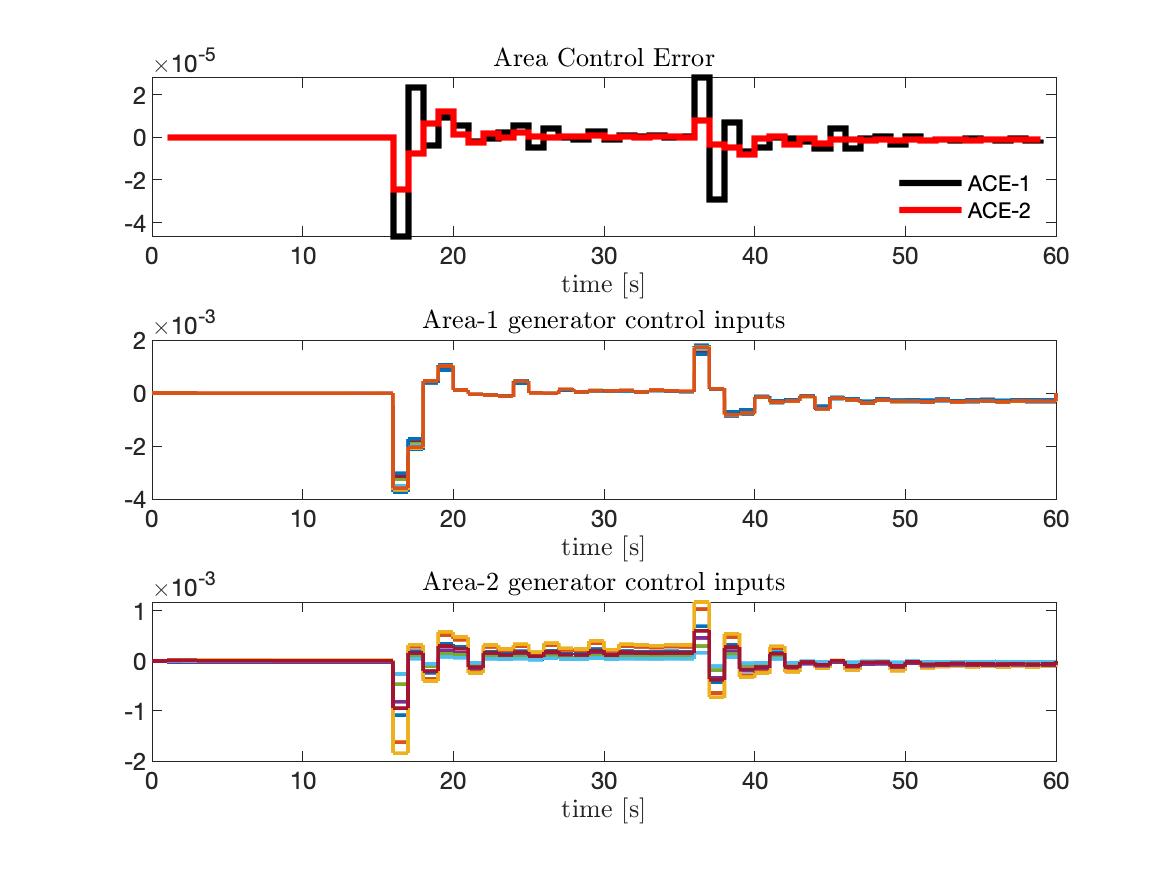 ×10-5
Area Control Error
2
0
-2
-4
ACE-1
ACE-2
0 10 20 30 40 50 60
time [s]
×10-3
Area-1 generator control inputs
2
0
-2
-4
0 10 20 30 40 50 60
time [s]
×10-3
Area-2 generator control inputs
1
0
-1
-2
0 10 20 30 40 50 60
time [s]